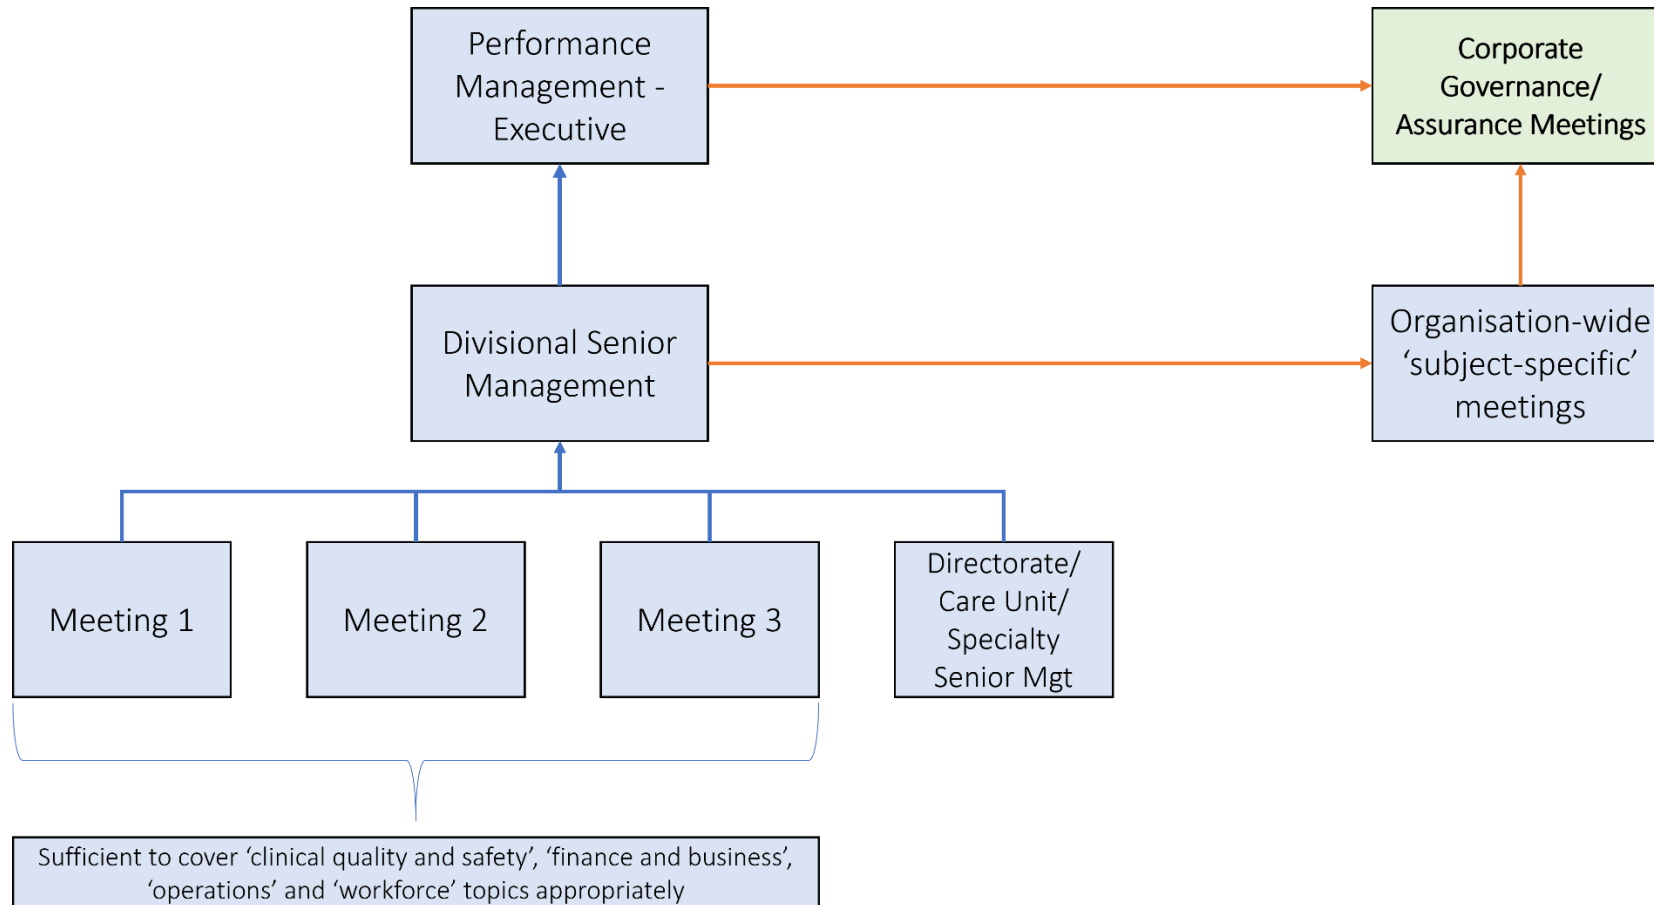 Performance
Management -
Executive
Corporate
Governance/
Assurance Meetings
Divisional Senior
Management
Organisation-wide
‘subject-specific’
meetings
Meeting 1
Meeting 2
Meeting 3
Directorate/
Care Unit/
Specialty
Senior Mgt
Sufficient to cover ‘clinical quality and safety’, ‘finance and business’,
‘operations’ and ‘workforce’ topics appropriately